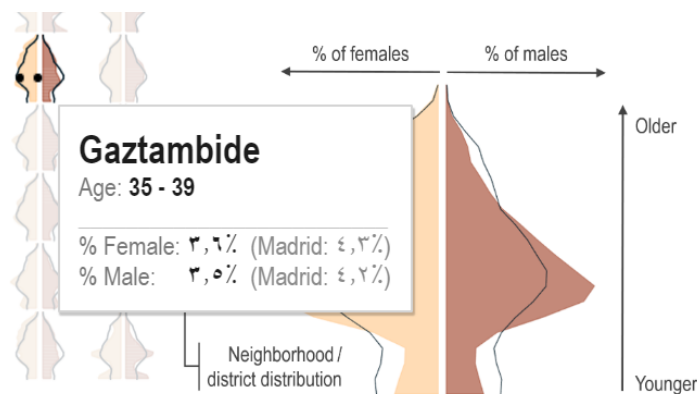 % of females
% of males
Older
Gaztambide
Age: 35 - 39
% Female: ٣,٦٪ (Madrid: ٤,٣٪)
% Male: ٣,٥٪ (Madrid: ٤,٢٪)
Neighborhood /
district distribution
Younger